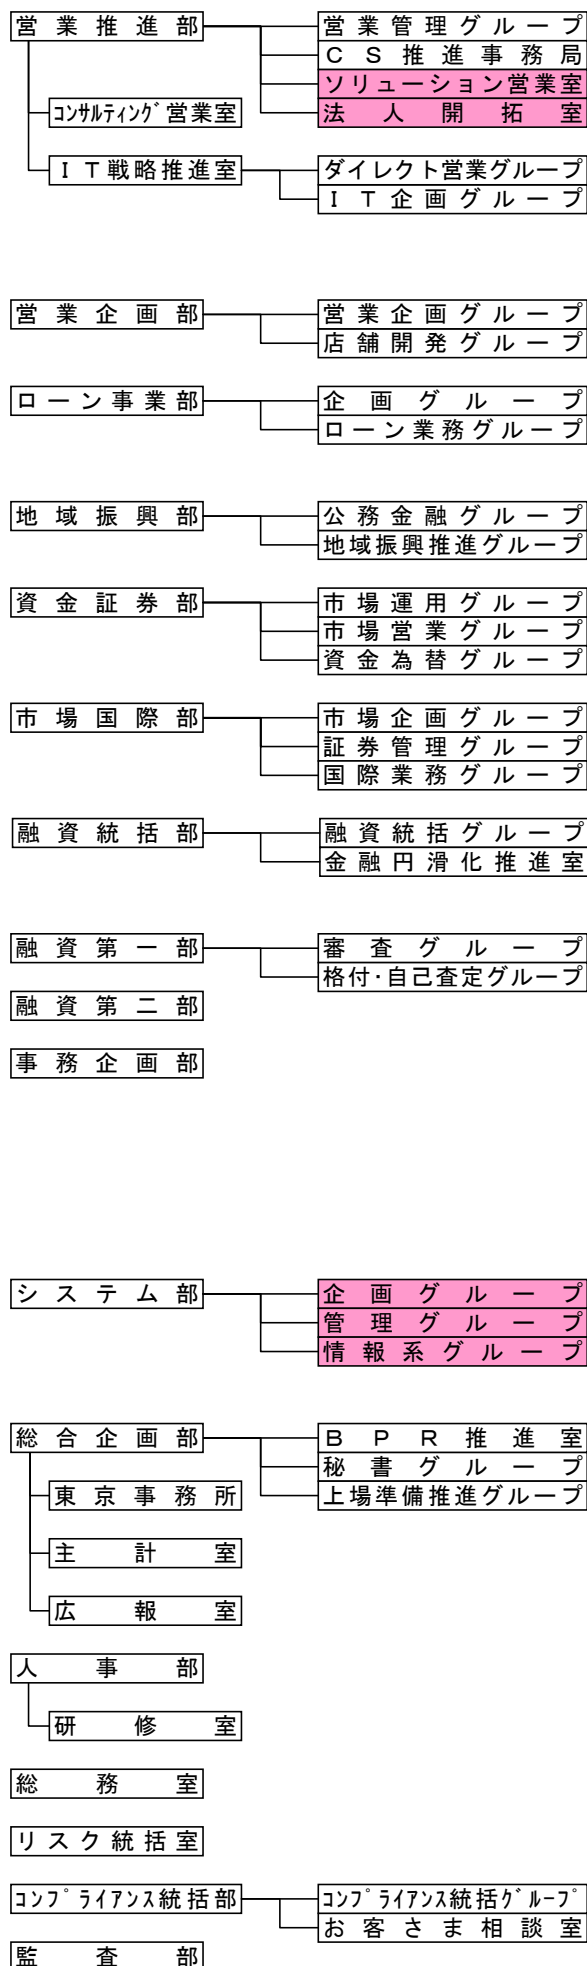 営業推進部 営業管理グループ
ＣＳ推進事務局
ソリューション営業室
ｺﾝｻﾙﾃｨﾝｸﾞ営業室 法人開拓室
ＩＴ戦略推進室 ダイレクト営業グループ
ＩＴ企画グループ
営業企画部 営業企画グループ
店舗開発グループ
ローン事業部 企画グループ
ローン業務グループ
地域振興部 公務金融グループ
地域振興推進グループ
資金証券部 市場運用グループ
市場営業グループ
資金為替グループ
市場国際部 市場企画グループ
証券管理グループ
国際業務グループ
融資統括部 融資統括グループ
金融円滑化推進室
融資第一部 審査グループ
格付・自己査定グループ
融資第二部
事務企画部
システム部 企画グループ
管理グループ
情報系グループ
総合企画部 ＢＰＲ推進室
秘書グループ
東京事務所 上場準備推進グループ
主計室
広報室
人事部
研修室
総務室
リスク統括室
ｺﾝﾌﾟﾗｲｱﾝｽ統括部 ｺﾝﾌﾟﾗｲｱﾝｽ統括ｸﾞﾙｰﾌﾟ
お客さま相談室
監査部